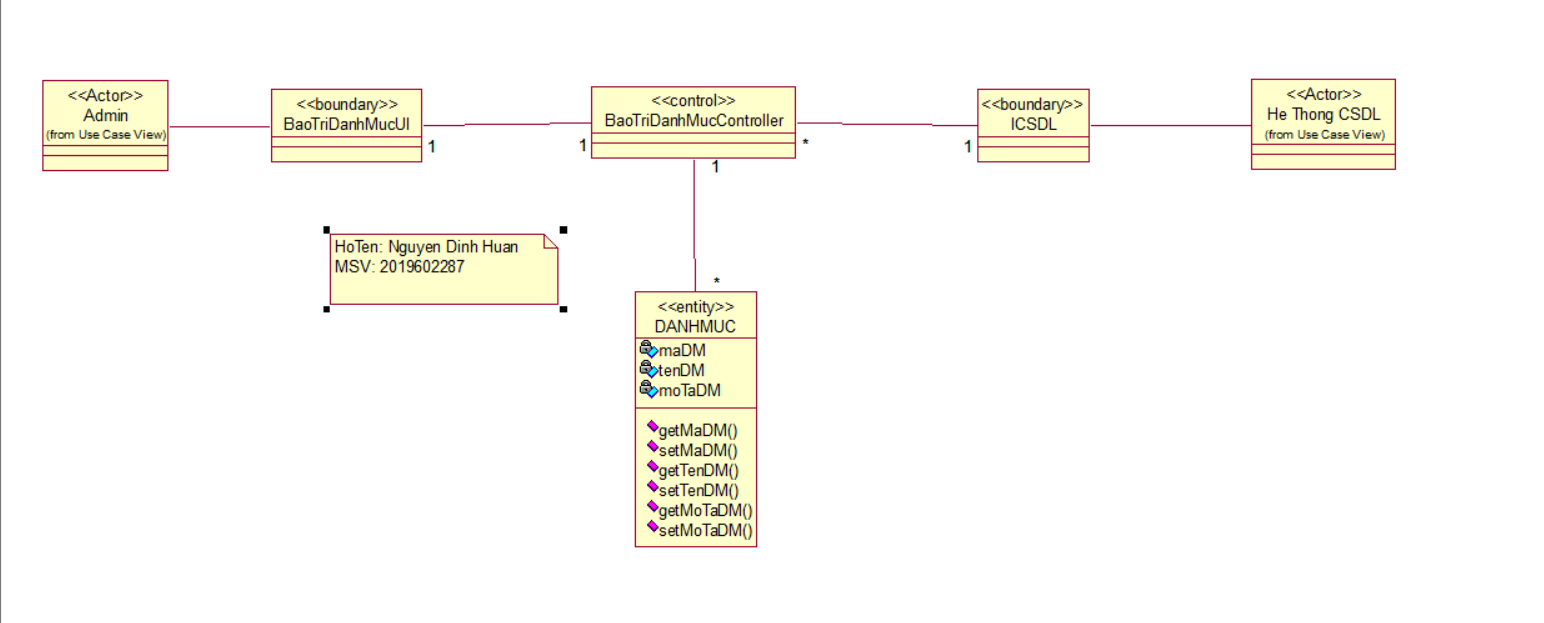 <<Actor>>
Admin
(from Use Case View)
<<boundary>>
BaoTriDanhMucUI
1
1
<<control>>
BaoTriDanhMucController
*
1
1
<<boundary>>
ICSDL
<<Actor>>
He Thong CSDL
(from Use Case View)
HoTen: Nguyen Dinh Huan
MSV: 2019602287
*
<<entity>>
DANHMUC
maDM
tenDM
moTaDM
getMaDM()
setMaDM()
getTenDM()
setTenDM()
getMoTaDM()
setMoTaDM()